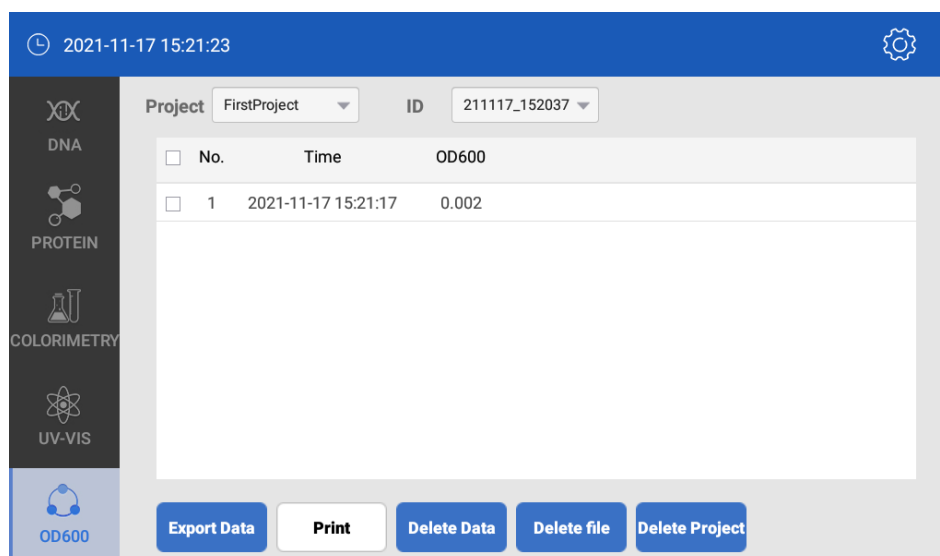 2021-11-17 15:21:23
DNA
PROTEIN
COLORIMETRY
UV-VIS
OD600
Project FirstProject ID 211117_152037
No. Time OD600
1 2021-11-17 15:21:17 0.002
Export Data Print Delete Data Delete file Delete Project